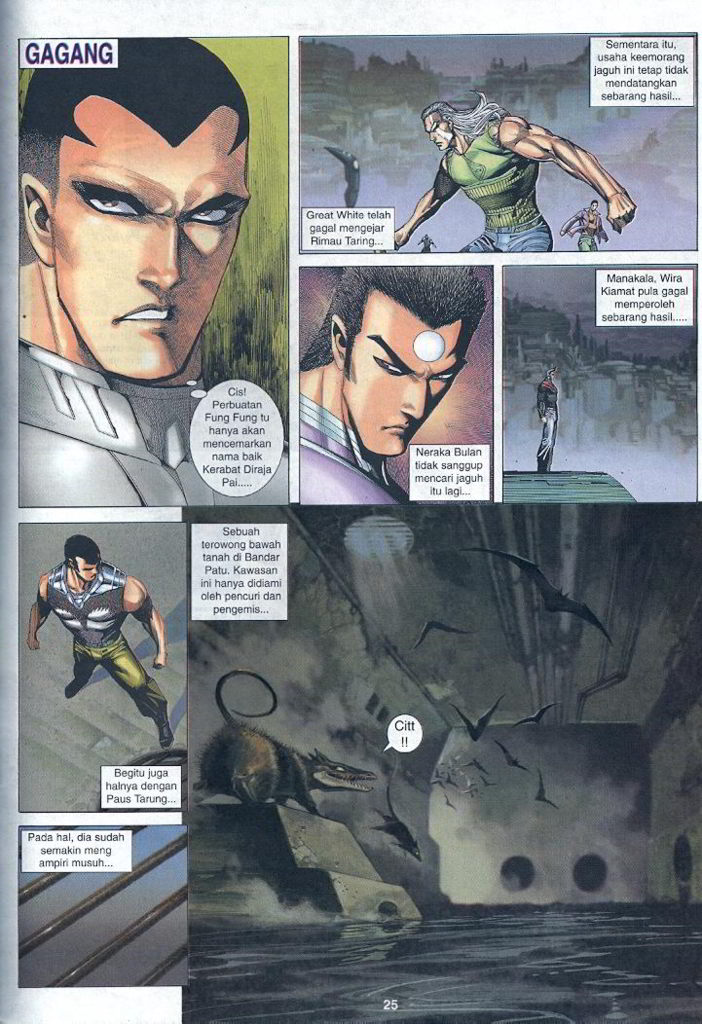 GAGANG
Cis!
Perbuatan
Fung Fung tu
hanya akan
mencemarkan
nama baik
Kerabat Diraja
Pai.....
Sementara itu,
usaha keemorang
jaguh ini tetap tidak
mendatangkan
sebarang hasil...
Great White telah
gagal mengejar
Rimau Taring...
Neraka Bulan
tidak sanggup
mencari jaguh
itu lagi...
Manakala, Wira
Kiamat pula gagal
memperoleh
sebarang hasil.....
Begitu juga
halnya dengan
Paus Tarung...
Pada hal, dia sudah
semakin meng
ampiri musuh...
Sebuah
terowong bawah
tanah di Bandar
Patu. Kawasan
ini hanya didiami
oleh pencuri dan
pengemis...
Citt
!!
25